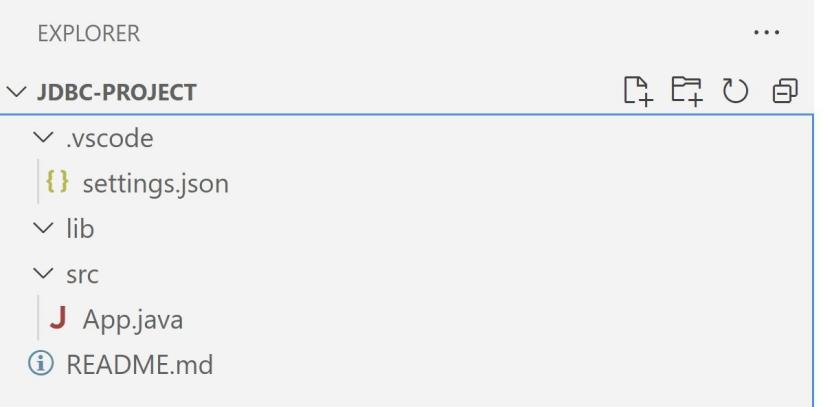 EXPLORER
JDBC-PROJECT
.vscode
{} settings.json
lib
src
J App.java
README.md